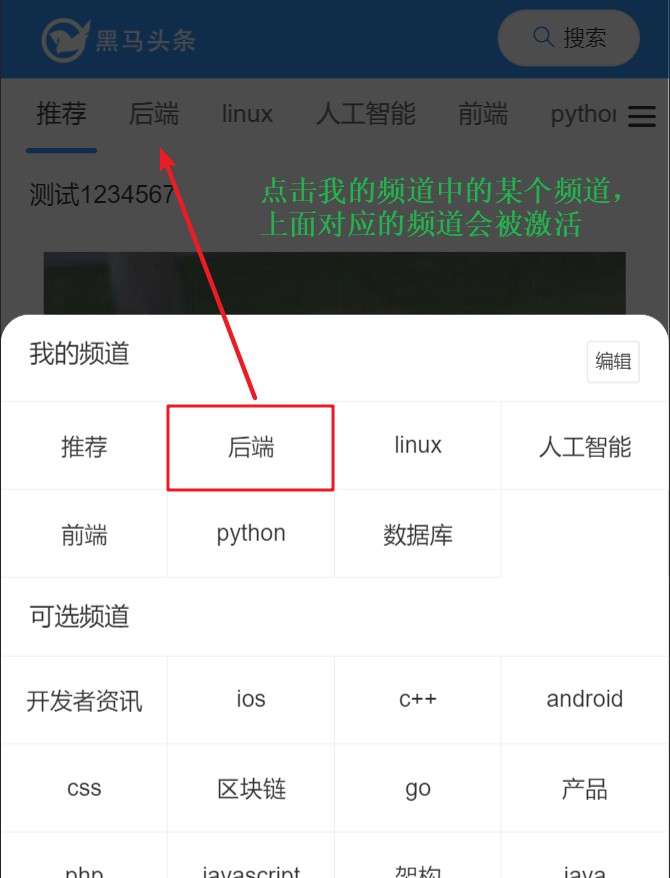 黑马头条
搜索
推荐 后端 linux 人工智能 前端 python
测试1234567
点击我的频道中的某个频道，
上面对应的频道会被激活
我的频道
编辑
推荐 后端 linux 人工智能
前端 python 数据库
可选频道
开发者资讯 ios c++ android
css 区块链 go 产品
php javascript 架构 java